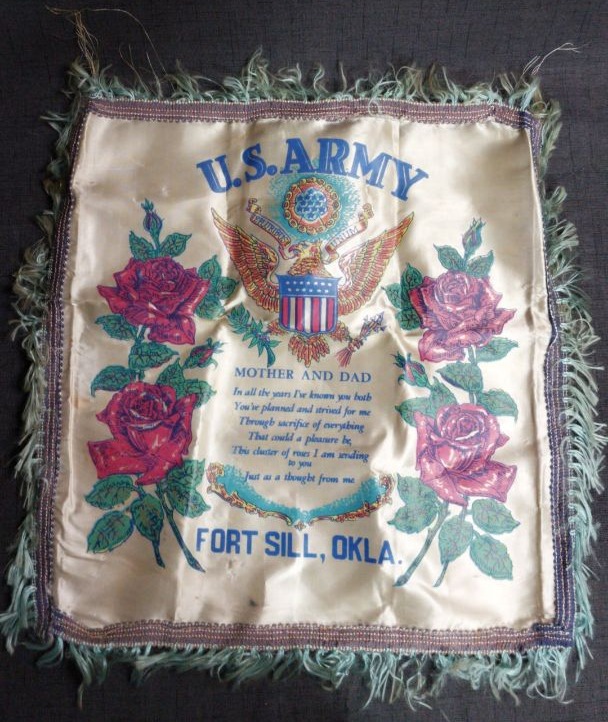 U.S. ARMY
MOTHER AND DAD
In all the years I've known you both
You've planned and strived for me
Through sacrifice of everything
That could a pleasure be,
This cluster of roses I am sending
to you
Just as a thought from me
FORT SILL, OKLA.